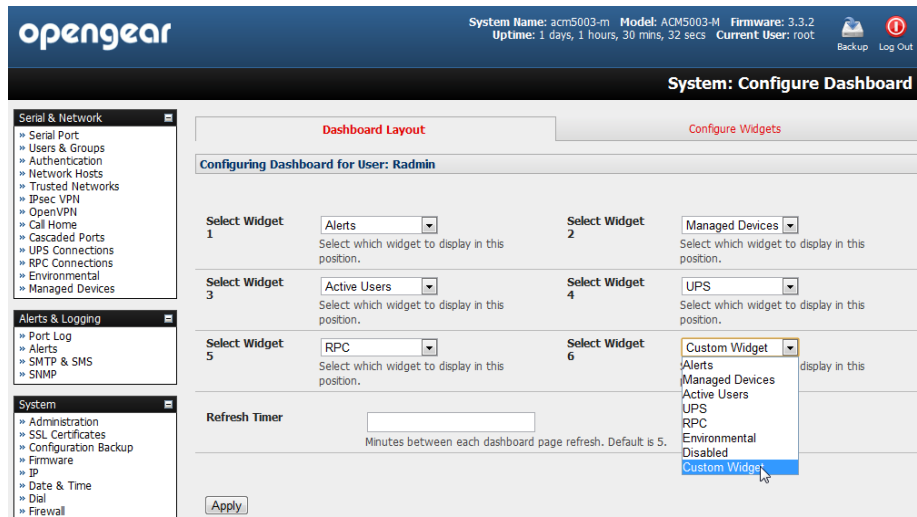 opengear
System Name: acm5003-m Model: ACM5003-M Firmware: 3.3.2
Uptime: 1 days, 1 hours, 30 mins, 32 secs Current User: root
Backup
Log Out
System: Configure Dashboard
Serial & Network
» Serial Port
» Users & Groups
» Authentication
» Network Hosts
» Trusted Networks
» IPsec VPN
» OpenVPN
» Call Home
» Cascaded Ports
» UPS Connections
» RPC Connections
» Environmental
» Managed Devices
Alerts & Logging
» Port Log
» Alerts
» SMTP & SMS
» SNMP
System
» Administration
» SSL Certificates
» Configuration Backup
» Firmware
» IP
» Date & Time
» Dial
» Firewall
Dashboard Layout
Configure Widgets
Configuring Dashboard for User: Radmin
Select Widget
1
Alerts
Select which widget to display in this
position.
Select Widget
2
Managed Devices
Select which widget to display in this
position.
Select Widget
3
Active Users
Select which widget to display in this
position.
Select Widget
4
UPS
Select which widget to display in this
position.
Select Widget
5
RPC
Select which widget to display in this
position.
Select Widget
6
Custom Widget
display in this
Alerts
Managed Devices
Active Users
UPS
RPC
Environmental
Disabled
Custom Widget
Refresh Timer
Minutes between each dashboard page refresh. Default is 5.
Apply